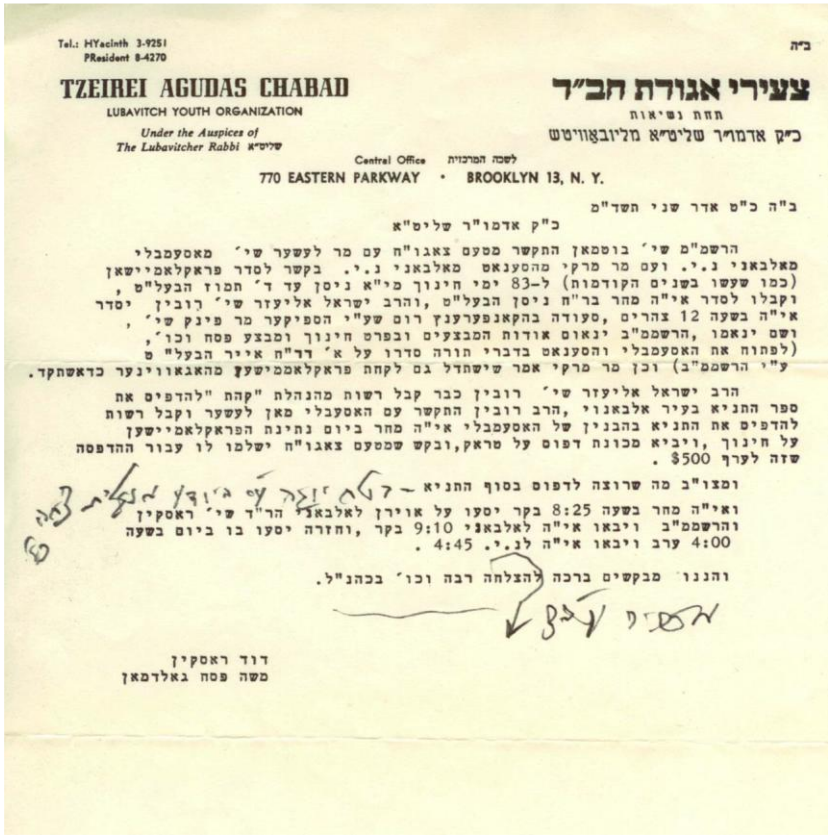 Tel.: HYacinth 3-9251
PResident 8-4270
ב״ה
TZEIREI AGUDAS CHABAD
צעירי אגודת חב״ד
LUBAVITCH YOUTH ORGANIZATION
תחת נשיאות
Under the Auspices of
כ״ק אדמו״ר שליט״א מליובאוויטש
The Lubavitcher Rabbi שליט״א
Central Office לשכה המרכזית
770 EASTERN PARKWAY • BROOKLYN 13, N. Y.
ב"ה כ"ט אדר שני תשד"מ
כ"ק אדמו"ר שליט"א
הרשמ"מ שי' בוטמאן התקשר מטעם צאגו"ח עם מר לעשער שי' מאסעמבלי
מאלבאני נ.י. ועם מר מרקי מהסענאט מאלבאני נ.י. בקשר לסדר פראקלאמיישאן
(כמו שעשו בשנים הקודמות) ל-83 ימי חינוך מי"א ניסן עד ד' תמוז הבעל"ט ,
וקבלו לסדר אי"ה מחר בר"ח ניסן הבעל"ט ,והרב ישראל אליעזר שי' רובין יסדר
אי"ה בשעה 12 צהרים ,סעודה בהקאנפערענץ רום שע"י הספיקער מר פינק שי' ,
ושם ינאמו ,הרשממ"ב ינאום אודות המבצעים ובפרט חינוך ומבצע פסח וכו',
(לפתוח את האסעמבלי והסענאט בדברי תורה סדרו על א' דר"ח אייר הבעל" ט
ע"י הרשממ"ב) וכן מר מרקי אמר שישתדל גם לקחת פראקלאממישען מהגאווינער כדאשתקד.
הרב ישראל אליעזר שי' רובין כבר קבל רשות מהנהלת "קהת "להדפיס את
ספר התניא בעיר אלבאנוי ,הרב רובין התקשר עם האסעמבלי מאן לעשער וקבל רשות
להדפיס את התניא בהבנין של האסעמבלי אי"ה מחר ביום נתינת הפראקלאמיישען
על חינוך ,ויביא מכונת דפוס על טראק,ובקש שמטעם צאגו"ח ישלמו לו עבור ההדפסה
שזה לערף $500 .
ומצו"ב מה שרוצה לדפוס בסוף התניא
ואי"ה מחר בשעה 8:25 בקר יסעו על אוירן לאלבאני הר"ד שי' ראסקין
והרשממ"ב ויבאו אי"ה לאלבאני 9:10 בקר ,וחזרה יסעו בו ביום בשעה
4:00 ערב ויבאו אי"ה לנ.י. 4:45 .
והננו מבקשים ברכה להצלחה רבה וכו' בכהנ"ל.
דוד ראסקין
משה פסח גאלדמאן